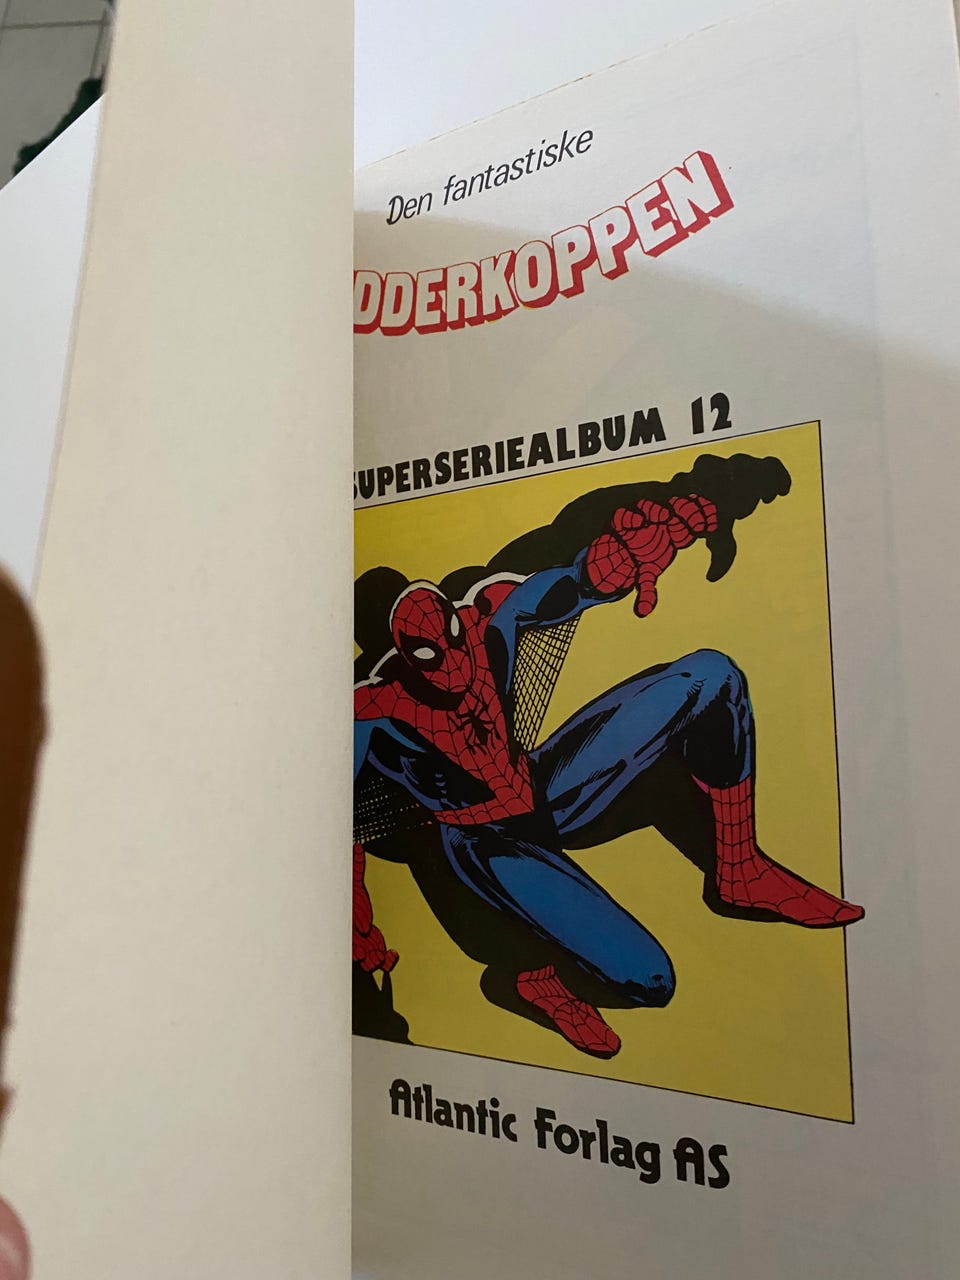 Den fantastiske
DDERKOPPEN
SUPERSERIEALBUM 12
Atlantic Forlag AS